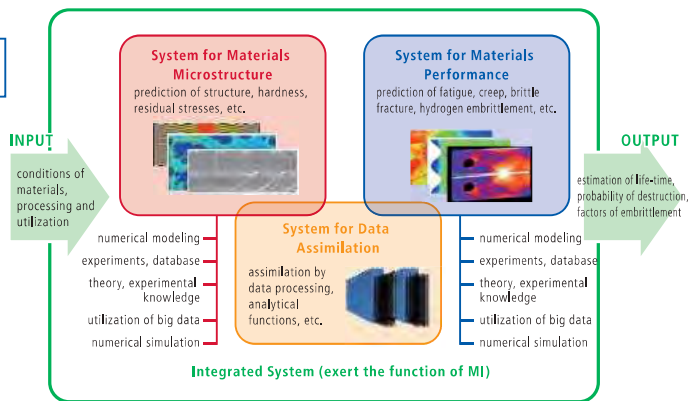 System for Materials
Microstructure
prediction of structure, hardness,
residual stresses, etc.
System for Materials
Performance
prediction of fatigue, creep, brittle
fracture, hydrogen embrittlement, etc.
INPUT
conditions of
materials,
processing and
utilization
OUTPUT
estimation of life-time,
probability of destruction,
factors of embrittlement
System for Data
Assimilation
assimilation by
data processing,
analytical
functions, etc.
numerical modeling
experiments, database
theory, experimental
knowledge
utilization of big data
numerical simulation
numerical modeling
experiments, database
theory, experimental
knowledge
utilization of big data
numerical simulation
Integrated System (exert the function of MI)